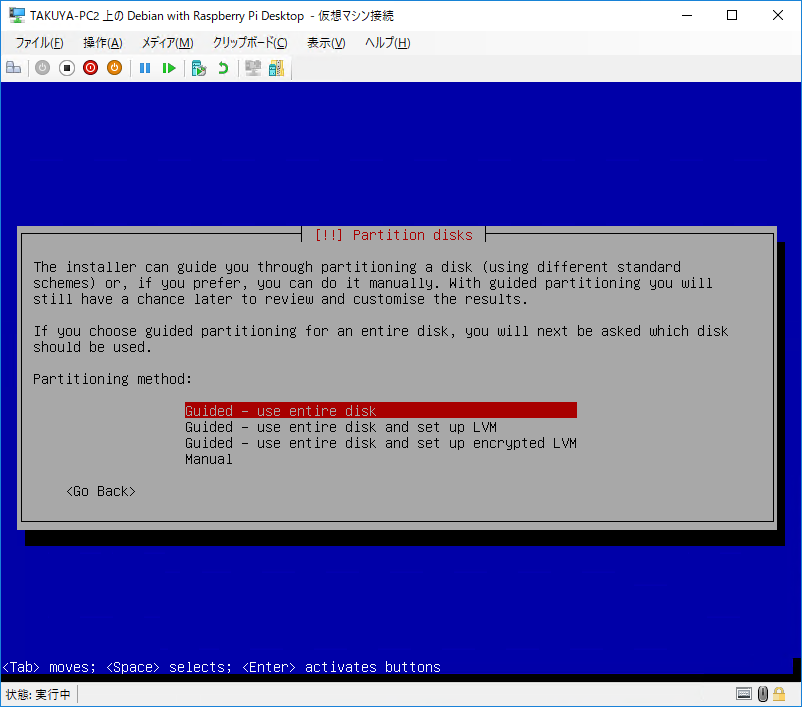 TAKUYA-PC2 上の Debian with Raspberry Pi Desktop - 仮想マシン接続
ファイル(F) 操作(A) メディア(M) クリップボード(C) 表示(V) ヘルプ(H)
[!!] Partition disks
The installer can guide you through partitioning a disk (using different standard
schemes) or, if you prefer, you can do it manually. With guided partitioning you will
still have a chance later to review and customise the results.
If you choose guided partitioning for an entire disk, you will next be asked which disk
should be used.
Partitioning method:
Guided - use entire disk
Guided - use entire disk and set up LVM
Guided - use entire disk and set up encrypted LVM
Manual
<Go Back>
<Tab> moves; <Space> selects; <Enter> activates buttons
状態: 実行中